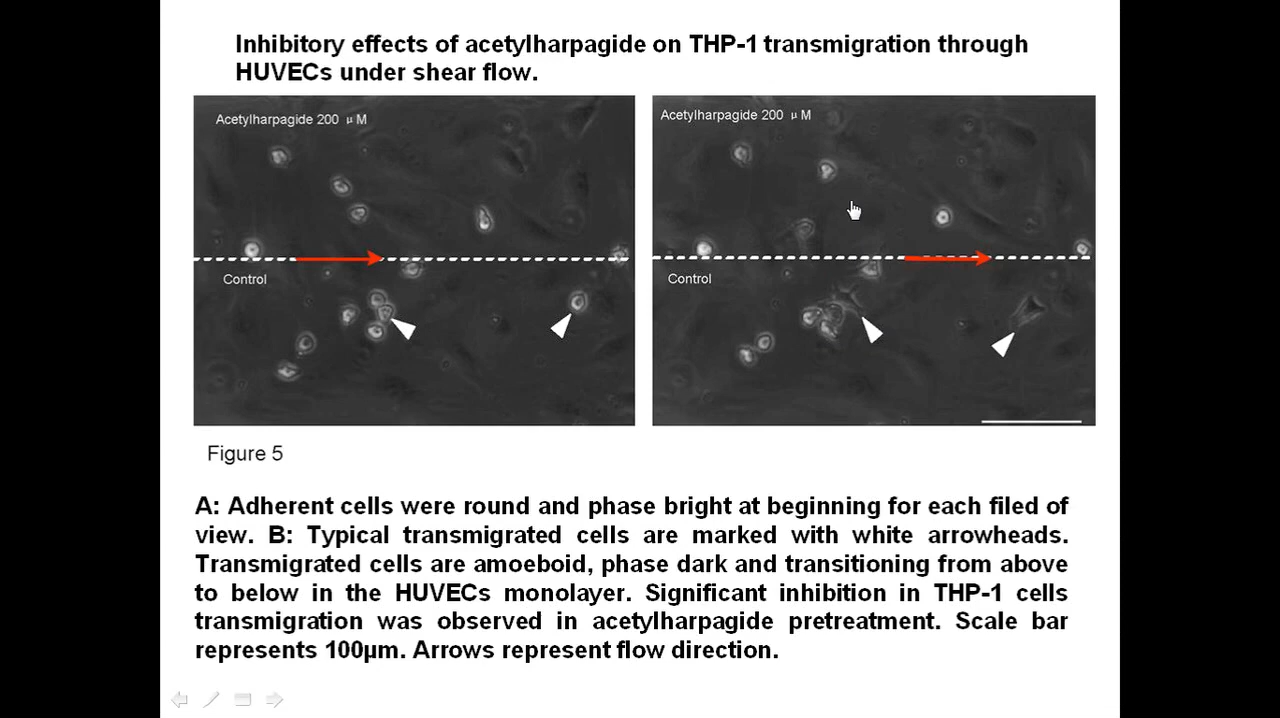 Inhibitory effects of acetylharpagide on THP-1 transmigration through
HUVECs under shear flow.
Acetylharpagide 200 μM
Control
Acetylharpagide 200 μM
Control
Figure 5
A: Adherent cells were round and phase bright at beginning for each filed of
view. B: Typical transmigrated cells are marked with white arrowheads.
Transmigrated cells are amoeboid, phase dark and transitioning from above
to below in the HUVECs monolayer. Significant inhibition in THP-1 cells
transmigration was observed in acetylharpagide pretreatment. Scale bar
represents 100μm. Arrows represent flow direction.